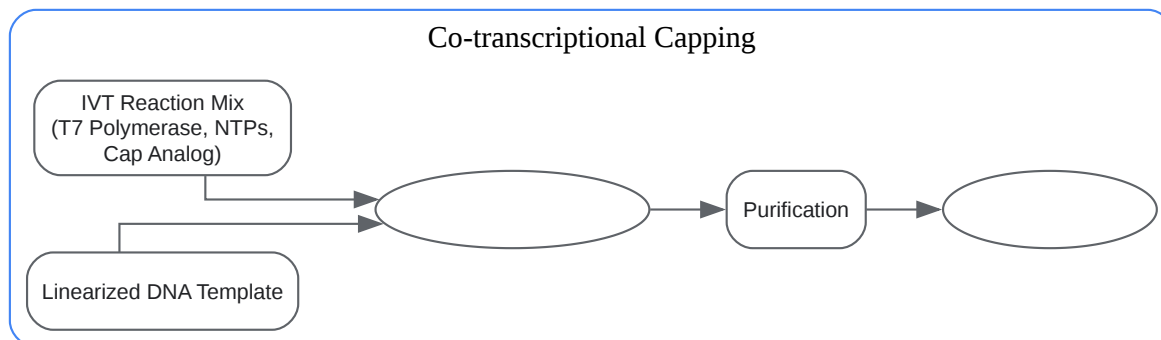 Co-transcriptional Capping
IVT Reaction Mix
(T7 Polymerase, NTPs,
Cap Analog)
Purification
Linearized DNA Template